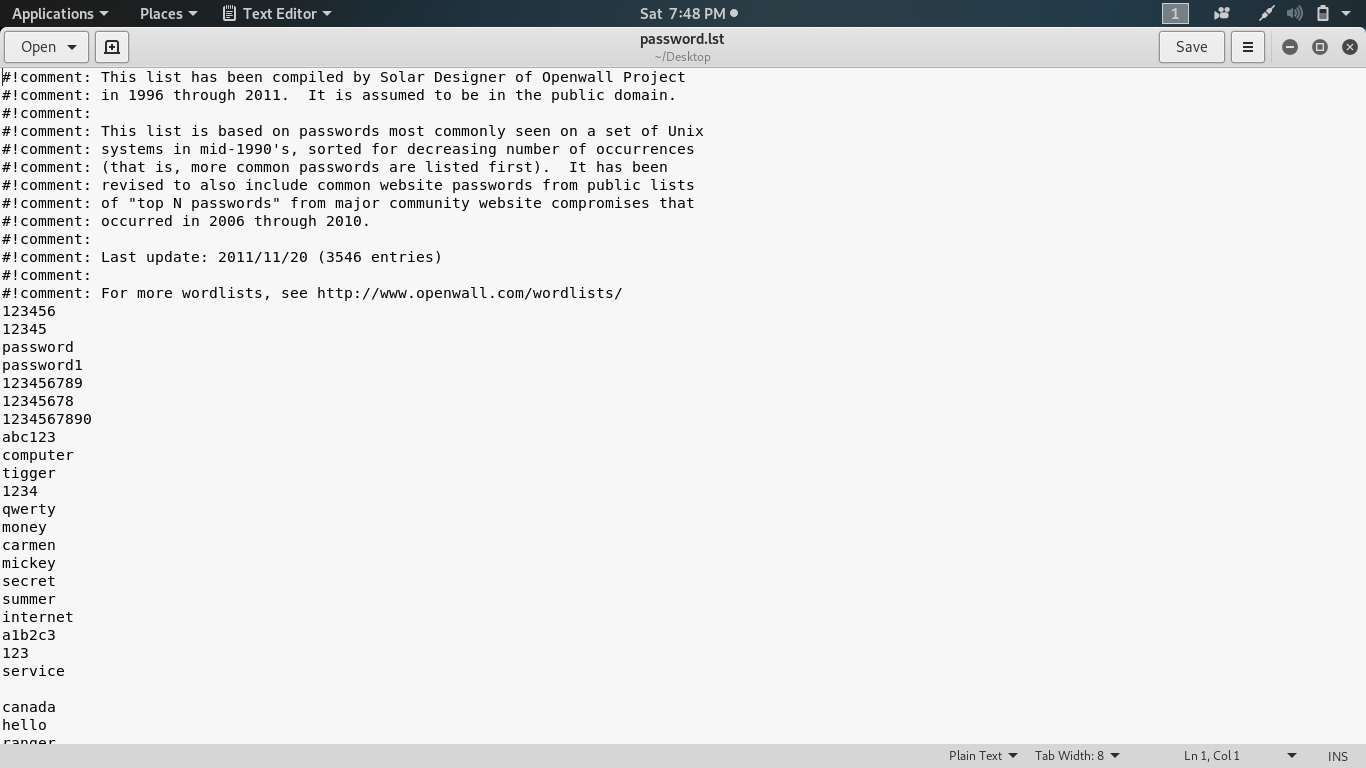 Applications Places Text Editor Sat 7:48 PM 1
Open password.lst Save
~/Desktop
#!comment: This list has been compiled by Solar Designer of Openwall Project
#!comment: in 1996 through 2011.  It is assumed to be in the public domain.
#!comment:
#!comment: This list is based on passwords most commonly seen on a set of Unix
#!comment: systems in mid-1990's, sorted for decreasing number of occurrences
#!comment: (that is, more common passwords are listed first).  It has been
#!comment: revised to also include common website passwords from public lists
#!comment: of "top N passwords" from major community website compromises that
#!comment: occurred in 2006 through 2010.
#!comment:
#!comment: Last update: 2011/11/20 (3546 entries)
#!comment:
#!comment: For more wordlists, see http://www.openwall.com/wordlists/
123456
12345
password
password1
123456789
12345678
1234567890
abc123
computer
tigger
1234
qwerty
money
carmen
mickey
secret
summer
internet
a1b2c3
123
service

canada
hello
ranger
Plain Text Tab Width: 8 Ln 1, Col 1 INS